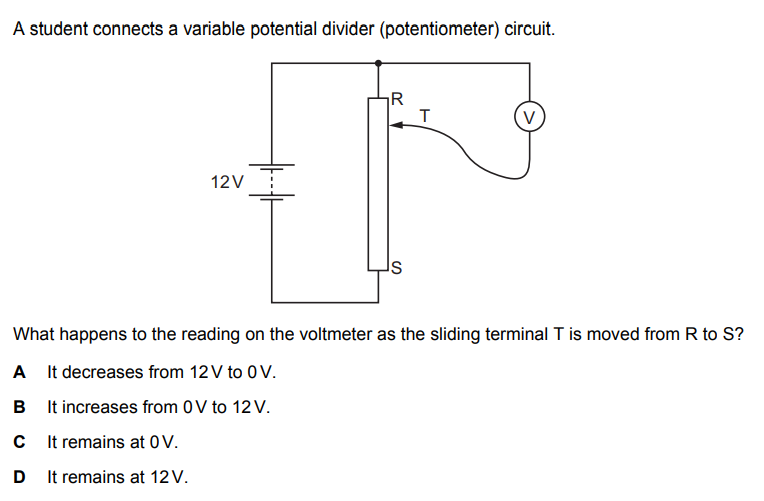 A student connects a variable potential divider (potentiometer) circuit.
R
T
V
12 V
S
What happens to the reading on the voltmeter as the sliding terminal T is moved from R to S?
A It decreases from 12 V to 0 V.
B It increases from 0 V to 12 V.
C It remains at 0 V.
D It remains at 12 V.